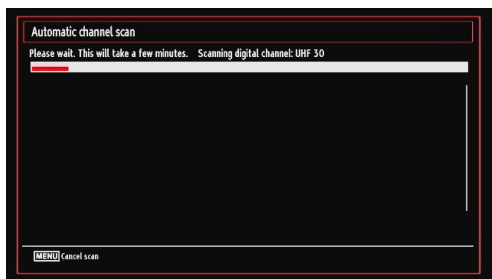 Automatic channel scan
Please wait. This will take a few minutes. Scanning digital channel: UHF 30
MENU Cancel scan